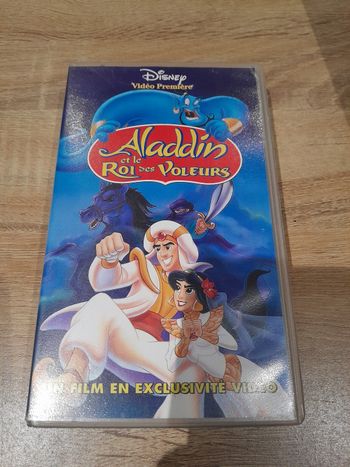 Disney
Vidéo Première
Aladdin
et le
Roi des Voleurs
UN FILM EN EXCLUSIVITÉ VIDÉO